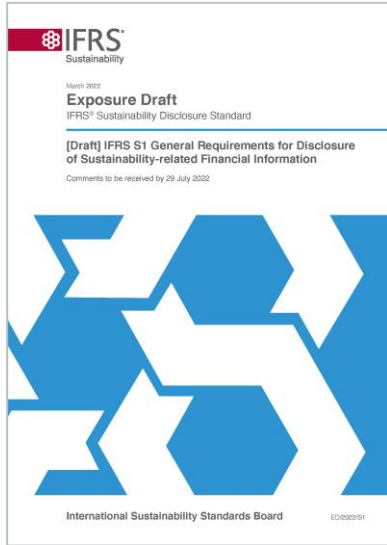 IFRS®
Sustainability
March 2022
Exposure Draft
IFRS® Sustainability Disclosure Standard
[Draft] IFRS S1 General Requirements for Disclosure
of Sustainability-related Financial Information
Comments to be received by 29 July 2022
International Sustainability Standards Board
ED/2022/S1